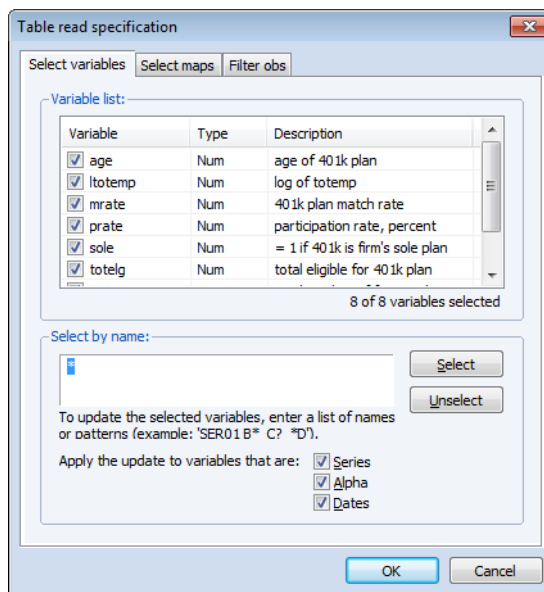 Table read specification
Select variables Select maps Filter obs
Variable list:
Variable Type Description
age Num age of 401k plan
ltotemp Num log of totemp
mrate Num 401k plan match rate
prate Num participation rate, percent
sole Num = 1 if 401k is firm's sole plan
totelg Num total eligible for 401k plan
8 of 8 variables selected
Select by name:
*
Select
Unselect
To update the selected variables, enter a list of names
or patterns (example: 'SER01 B* C? *D').
Apply the update to variables that are:
Series
Alpha
Dates
OK Cancel